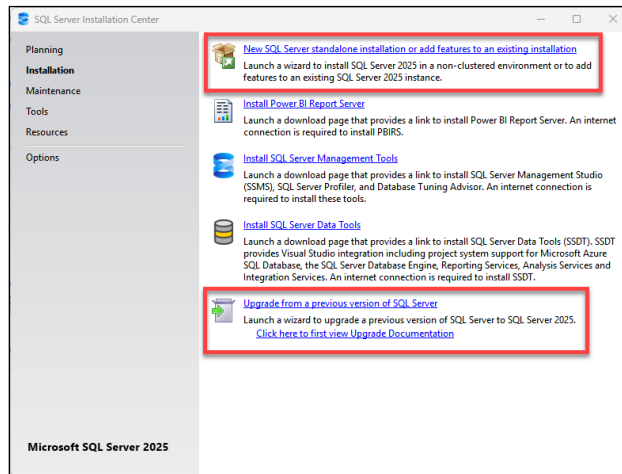 SQL Server Installation Center
Planning
Installation
Maintenance
Tools
Resources
Options
New SQL Server standalone installation or add features to an existing installation
Launch a wizard to install SQL Server 2025 in a non-clustered environment or to add
features to an existing SQL Server 2025 instance.
Install Power BI Report Server
Launch a download page that provides a link to install Power BI Report Server. An internet
connection is required to install PBIRS.
Install SQL Server Management Tools
Launch a download page that provides a link to install SQL Server Management Studio
(SSMS), SQL Server Profiler, and Database Tuning Advisor. An internet connection is
required to install these tools.
Install SQL Server Data Tools
Launch a download page that provides a link to install SQL Server Data Tools (SSDT). SSDT
provides Visual Studio integration including project system support for Microsoft Azure
SQL Database, the SQL Server Database Engine, Reporting Services, Analysis Services and
Integration Services. An internet connection is required to install SSDT.
Upgrade from a previous version of SQL Server
Launch a wizard to upgrade a previous version of SQL Server to SQL Server 2025.
Click here to first view Upgrade Documentation
Microsoft SQL Server 2025